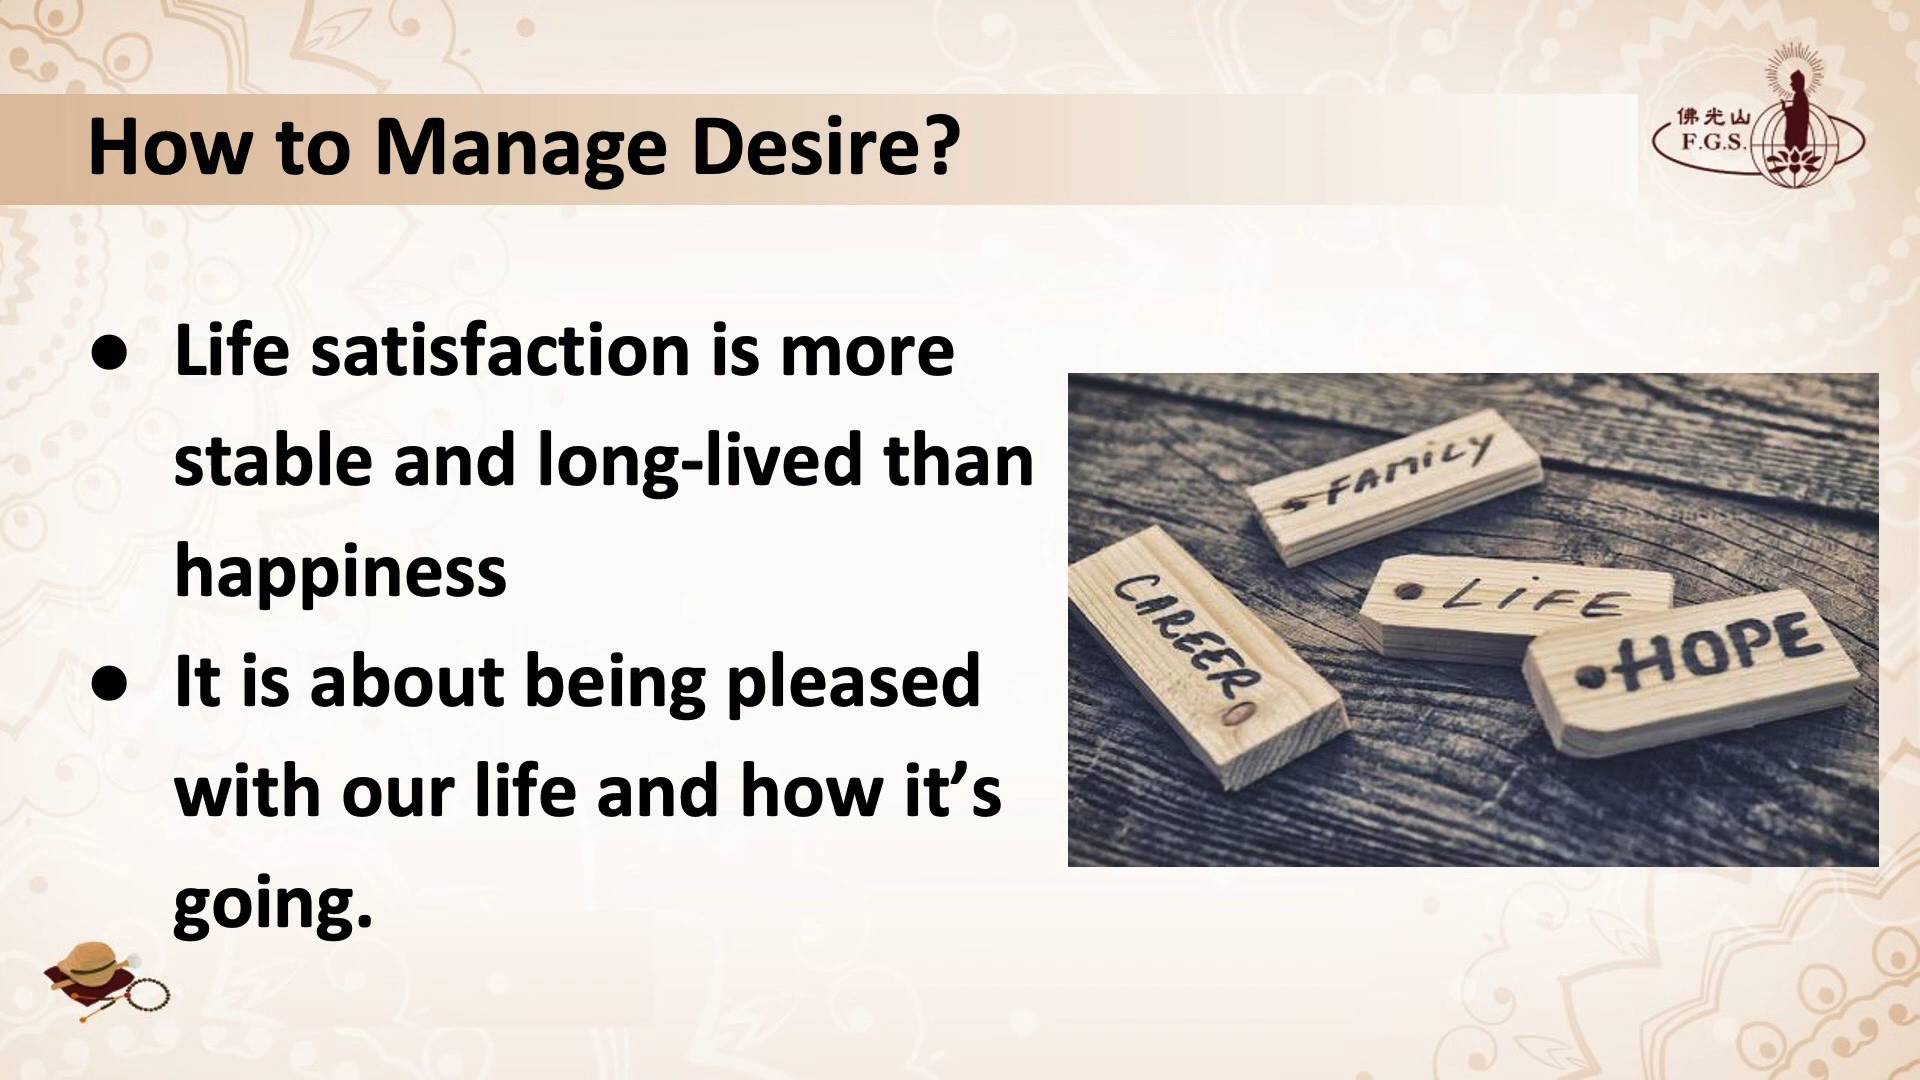 How to Manage Desire?
佛光山
F.G.S.
● Life satisfaction is more
stable and long-lived than
happiness
● It is about being pleased
with our life and how it’s
going.
FAMILY
CAREER
LIFE
HOPE